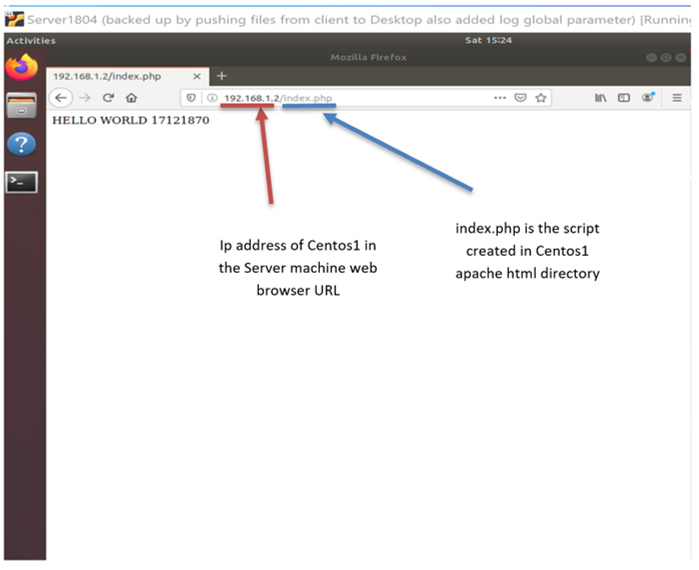 Server1804 (backed up by pushing files from client to Desktop also added log global parameter) [Running
Activities
Sat 15:24
Mozilla Firefox
192.168.1.2/index.php
192.168.1.2/index.php
HELLO WORLD 17121870
Ip address of Centos1 in
the Server machine web
browser URL
index.php is the script
created in Centos1
apache html directory